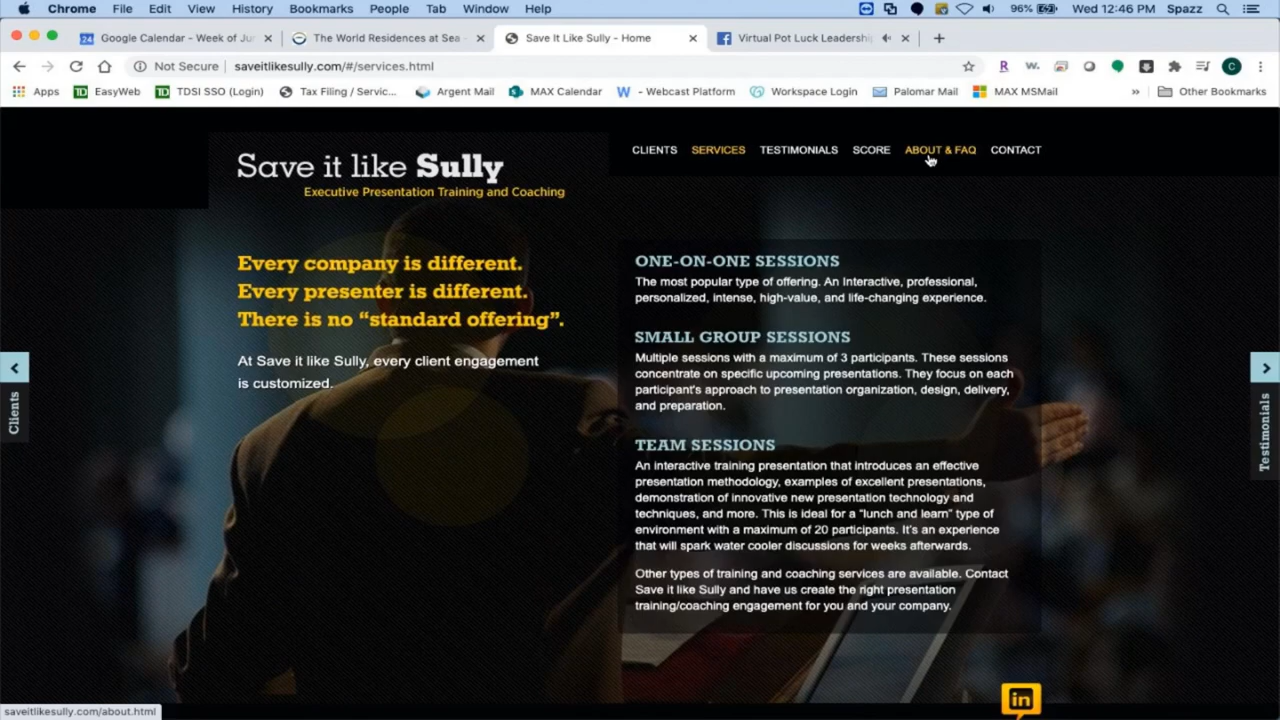 Chrome File Edit View History Bookmarks People Tab Window Help 96% Wed 12:46 PM Spazz
24 Google Calendar - Week of Jun The World Residences at Sea - Save It Like Sully - Home Virtual Pot Luck Leadership
Not Secure saveitlikesully.com/#/services.html R w. C
Apps EasyWeb TDSI SSO (Login) Tax Filing / Servic... Argent Mail MAX Calendar W - Webcast Platform Workspace Login Palomar Mail MAX MSMail » Other Bookmarks
CLIENTS SERVICES TESTIMONIALS SCORE ABOUT & FAQ CONTACT
Save it like Sully
Executive Presentation Training and Coaching
Every company is different.
Every presenter is different.
There is no “standard offering”.
At Save it like Sully, every client engagement
is customized.
Clients
ONE-ON-ONE SESSIONS
The most popular type of offering. An Interactive, professional,
personalized, intense, high-value, and life-changing experience.
SMALL GROUP SESSIONS
Multiple sessions with a maximum of 3 participants. These sessions
concentrate on specific upcoming presentations. They focus on each
participant's approach to presentation organization, design, delivery,
and preparation.
TEAM SESSIONS
An interactive training presentation that introduces an effective
presentation methodology, examples of excellent presentations,
demonstration of innovative new presentation technology and
techniques, and more. This is ideal for a “lunch and learn” type of
environment with a maximum of 20 participants. It's an experience
that will spark water cooler discussions for weeks afterwards.
Other types of training and coaching services are available. Contact
Save it like Sully and have us create the right presentation
training/coaching engagement for you and your company.
Testimonials
in
saveitlikesully.com/about.html